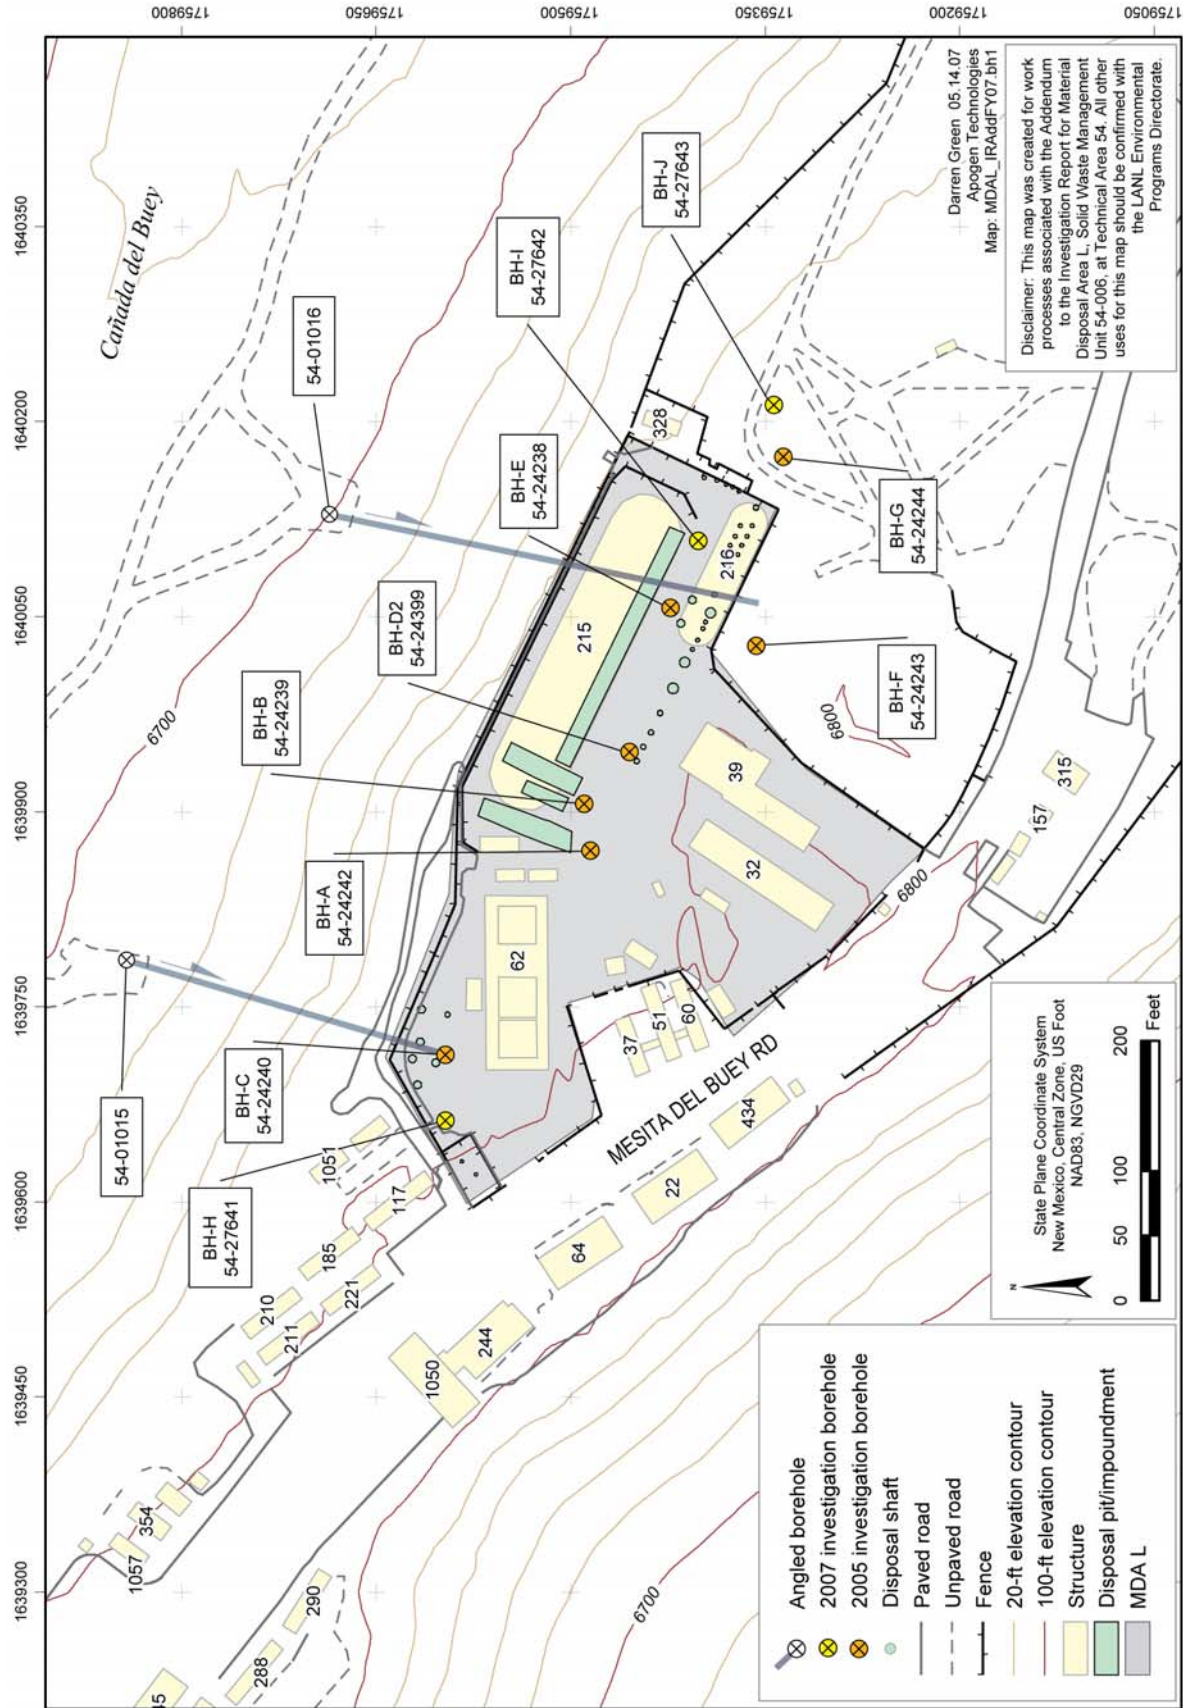 1639300
1639450
1639600
1639750
1639900
1640050
1640200
1640350
1759800
1759650
1759500
1759350
1759200
1759050
Cañada del Buey
6700
54-01015
BH-H
54-27641
BH-C
54-24240
BH-A
54-24242
BH-B
54-24239
BH-D2
54-24399
BH-E
54-24238
54-01016
BH-I
54-27642
BH-J
54-27643
BH-G
54-24244
BH-F
54-24243
1057
354
290
288
45
210
211
185
221
117
1051
1050
244
64
22
434
MESITA DEL BUEY RD
37
51
60
62
32
39
215
216
328
157
315
6800
6800
6700
Darren Green 05.14.07
Apogen Technologies
Map: MDAL_IRAddFY07.bh1
Disclaimer: This map was created for work
processes associated with the Addendum
to the Investigation Report for Material
Disposal Area L, Solid Waste Management
Unit 54-006, at Technical Area 54. All other
uses for this map should be confirmed with
the LANL Environmental
Programs Directorate.
Angled borehole
2007 investigation borehole
2005 investigation borehole
Disposal shaft
Paved road
Unpaved road
Fence
20-ft elevation contour
100-ft elevation contour
Structure
Disposal pit/impoundment
MDA L
N
State Plane Coordinate System
New Mexico, Central Zone, US Foot
NAD83, NGVD29
0 50 100 200
Feet